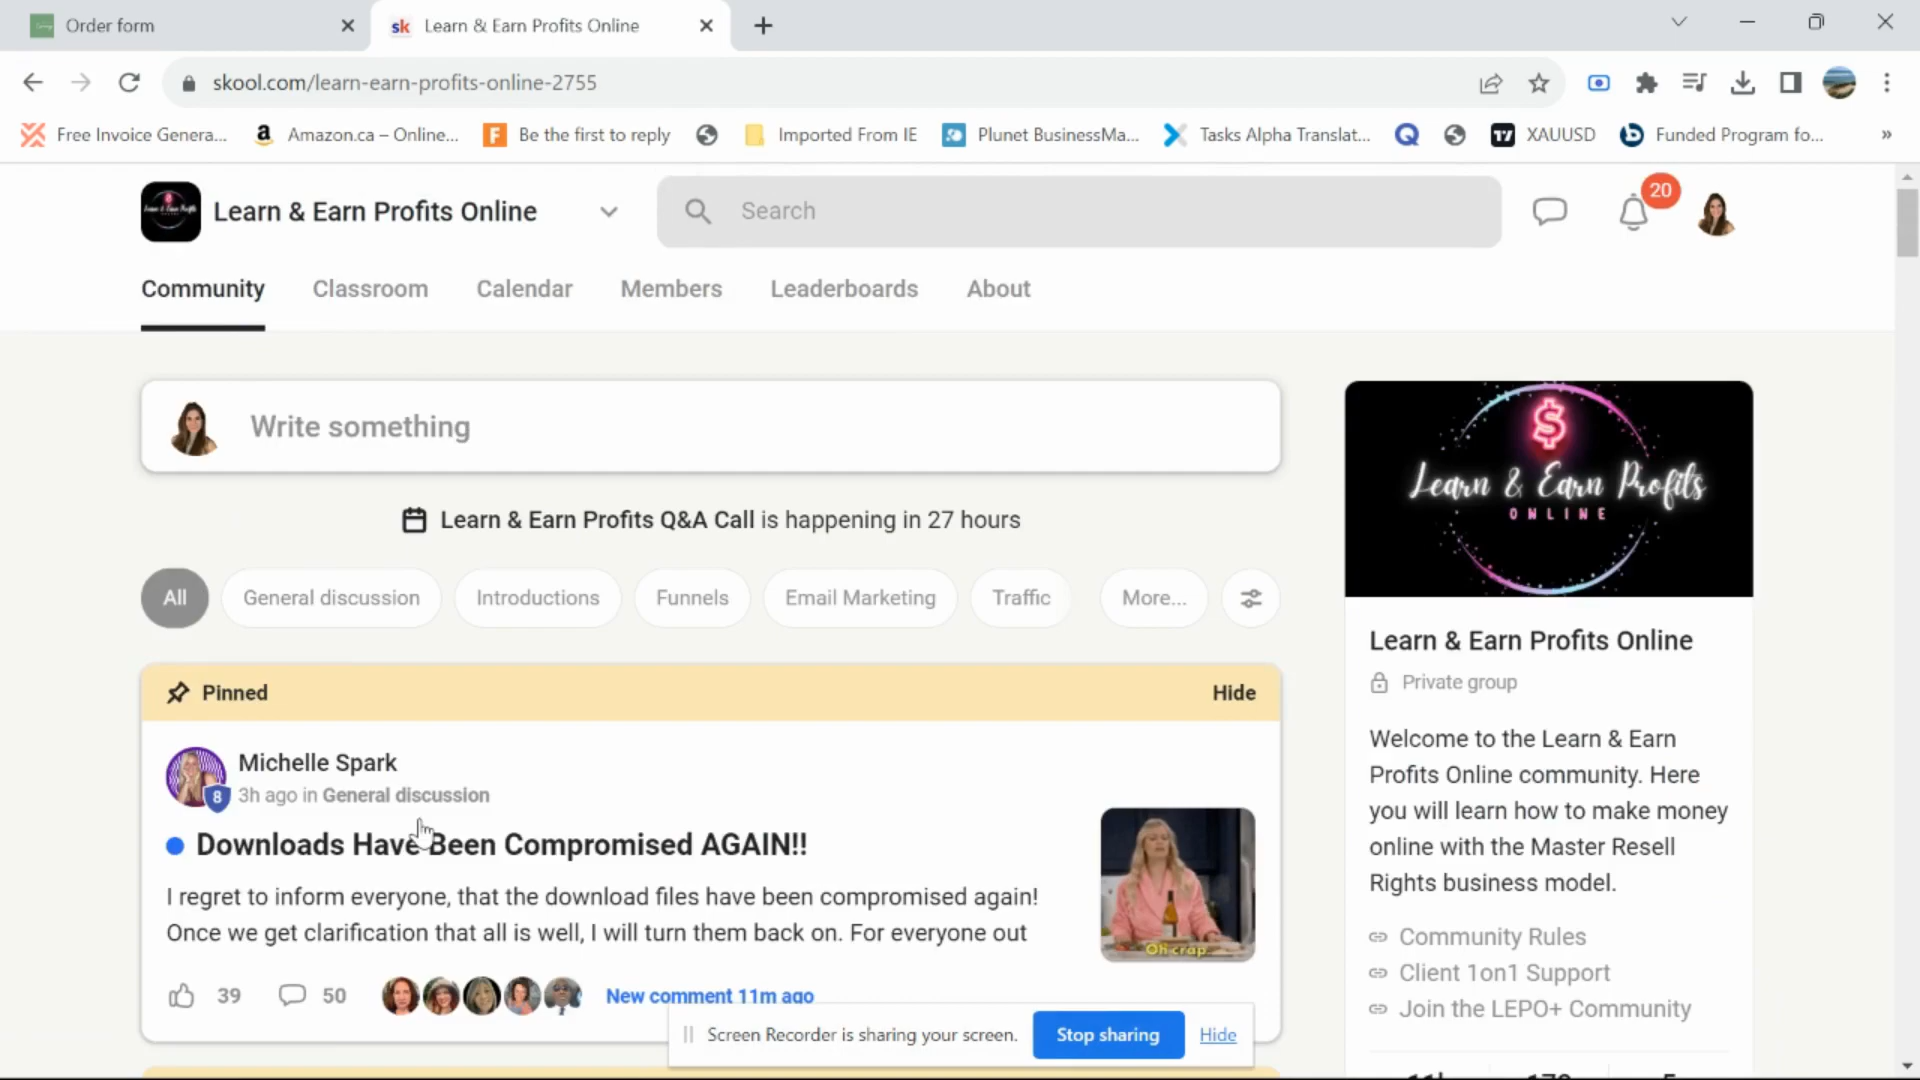 Order form
sk Learn & Earn Profits Online
skool.com/learn-earn-profits-online-2755
Free Invoice Genera...
a Amazon.ca – Online...
F Be the first to reply
Imported From IE
Plunet BusinessMa...
Tasks Alpha Translat...
XAUUSD
Funded Program fo...
»
Learn & Earn Profits Online
Search
20
Community
Classroom
Calendar
Members
Leaderboards
About
Write something
Learn & Earn Profits Q&A Call is happening in 27 hours
All
General discussion
Introductions
Funnels
Email Marketing
Traffic
More...
Pinned
Hide
Michelle Spark
8
3h ago in General discussion
Downloads Have Been Compromised AGAIN!!
I regret to inform everyone, that the download files have been compromised again!
Once we get clarification that all is well, I will turn them back on. For everyone out
Oh crap.
39
50
New comment 11m ago
Screen Recorder is sharing your screen.
Stop sharing
Hide
$
Learn & Earn Profits
ONLINE
Learn & Earn Profits Online
Private group
Welcome to the Learn & Earn
Profits Online community. Here
you will learn how to make money
online with the Master Resell
Rights business model.
Community Rules
Client 1on1 Support
Join the LEPO+ Community